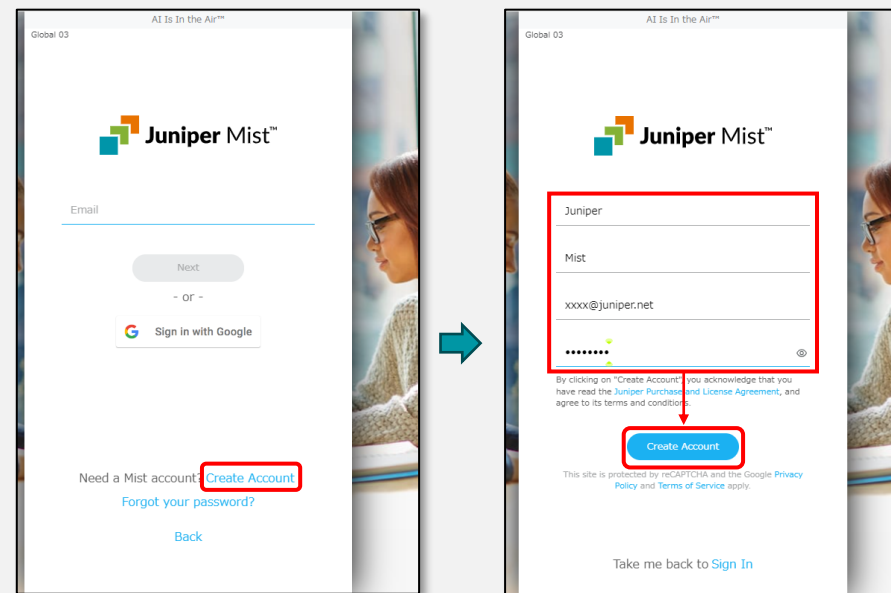 AI Is In the Air™
Global 03
Juniper Mist™
Email
Next
- or -
Sign in with Google
Need a Mist account? Create Account
Forgot your password?
Back
AI Is In the Air™
Global 03
Juniper Mist™
Juniper
Mist
xxxx@juniper.net
••••••••
By clicking on "Create Account", you acknowledge that you
have read the Juniper Purchase and License Agreement, and
agree to its terms and conditions.
Create Account
This site is protected by reCAPTCHA and the Google Privacy
Policy and Terms of Service apply.
Take me back to Sign In